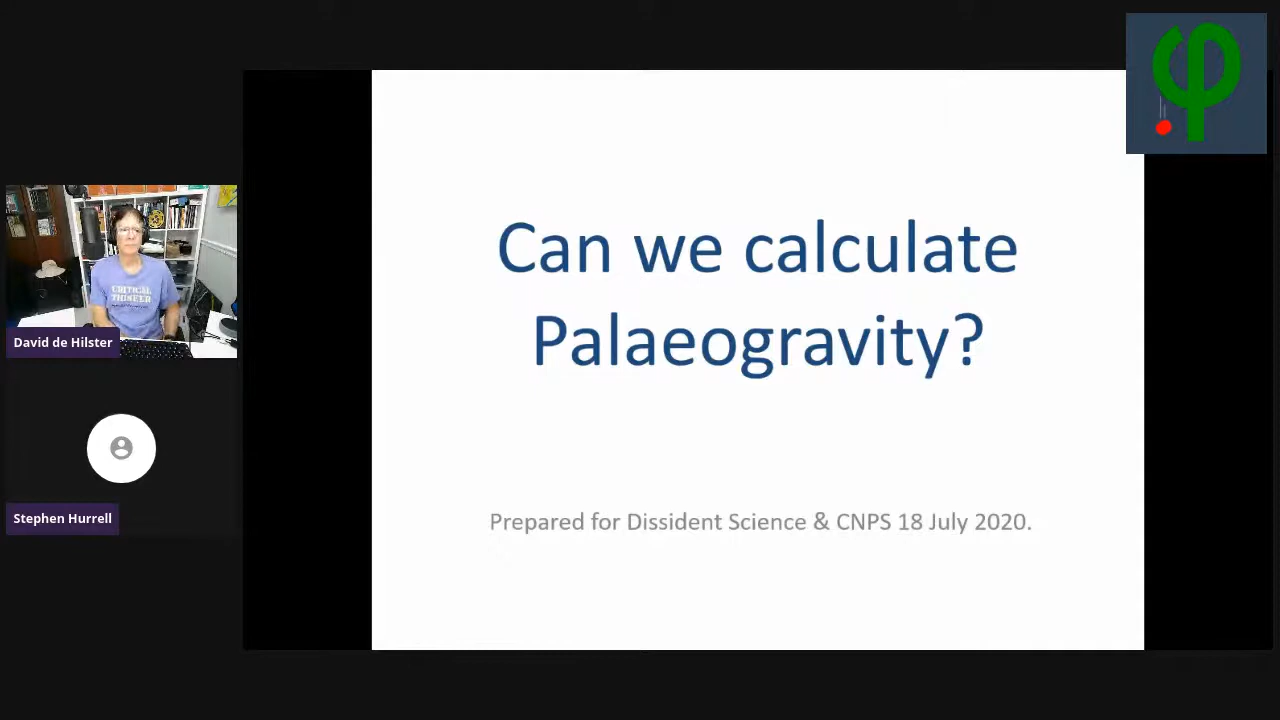 Can we calculate
Palaeogravity?
Prepared for Dissident Science & CNPS 18 July 2020.
CRITICAL
THINKER
David de Hilster
Stephen Hurrell